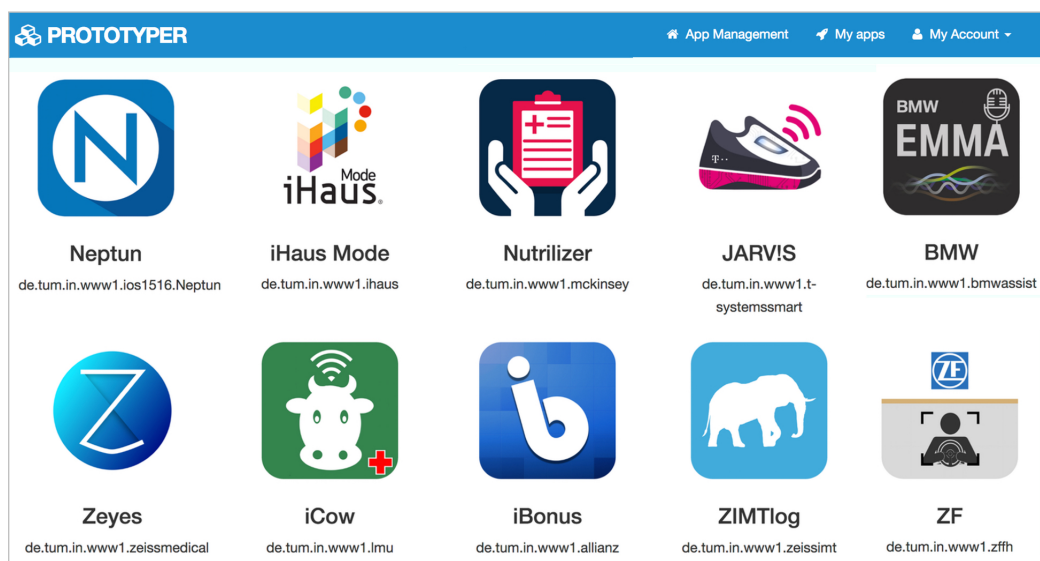 PROTOTYPER
App Management
My apps
My Account
N
Mode
iHaus.
T
BMW
EMMA
Neptun
iHaus Mode
Nutrilizer
JARV!S
BMW
de.tum.in.www1.ios1516.Neptun
de.tum.in.www1.ihaus
de.tum.in.www1.mckinsey
de.tum.in.www1.t-
systemssmart
de.tum.in.www1.bmwassist
Z
ib
ZF
Zeyes
iCow
iBonus
ZIMTlog
ZF
de.tum.in.www1.zeissmedical
de.tum.in.www1.lmu
de.tum.in.www1.allianz
de.tum.in.www1.zeissimt
de.tum.in.www1.zffh